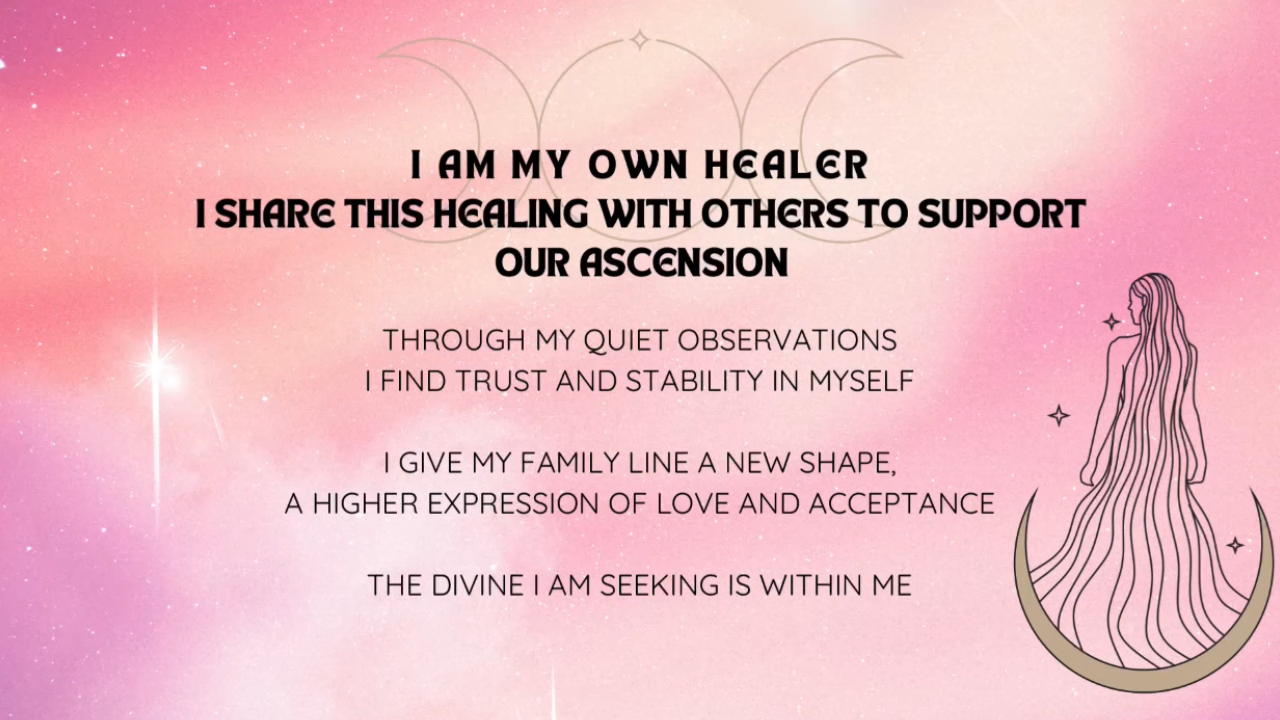 I AM MY OWN HEALER
I SHARE THIS HEALING WITH OTHERS TO SUPPORT
OUR ASCENSION
THROUGH MY QUIET OBSERVATIONS
I FIND TRUST AND STABILITY IN MYSELF
I GIVE MY FAMILY LINE A NEW SHAPE,
A HIGHER EXPRESSION OF LOVE AND ACCEPTANCE
THE DIVINE I AM SEEKING IS WITHIN ME